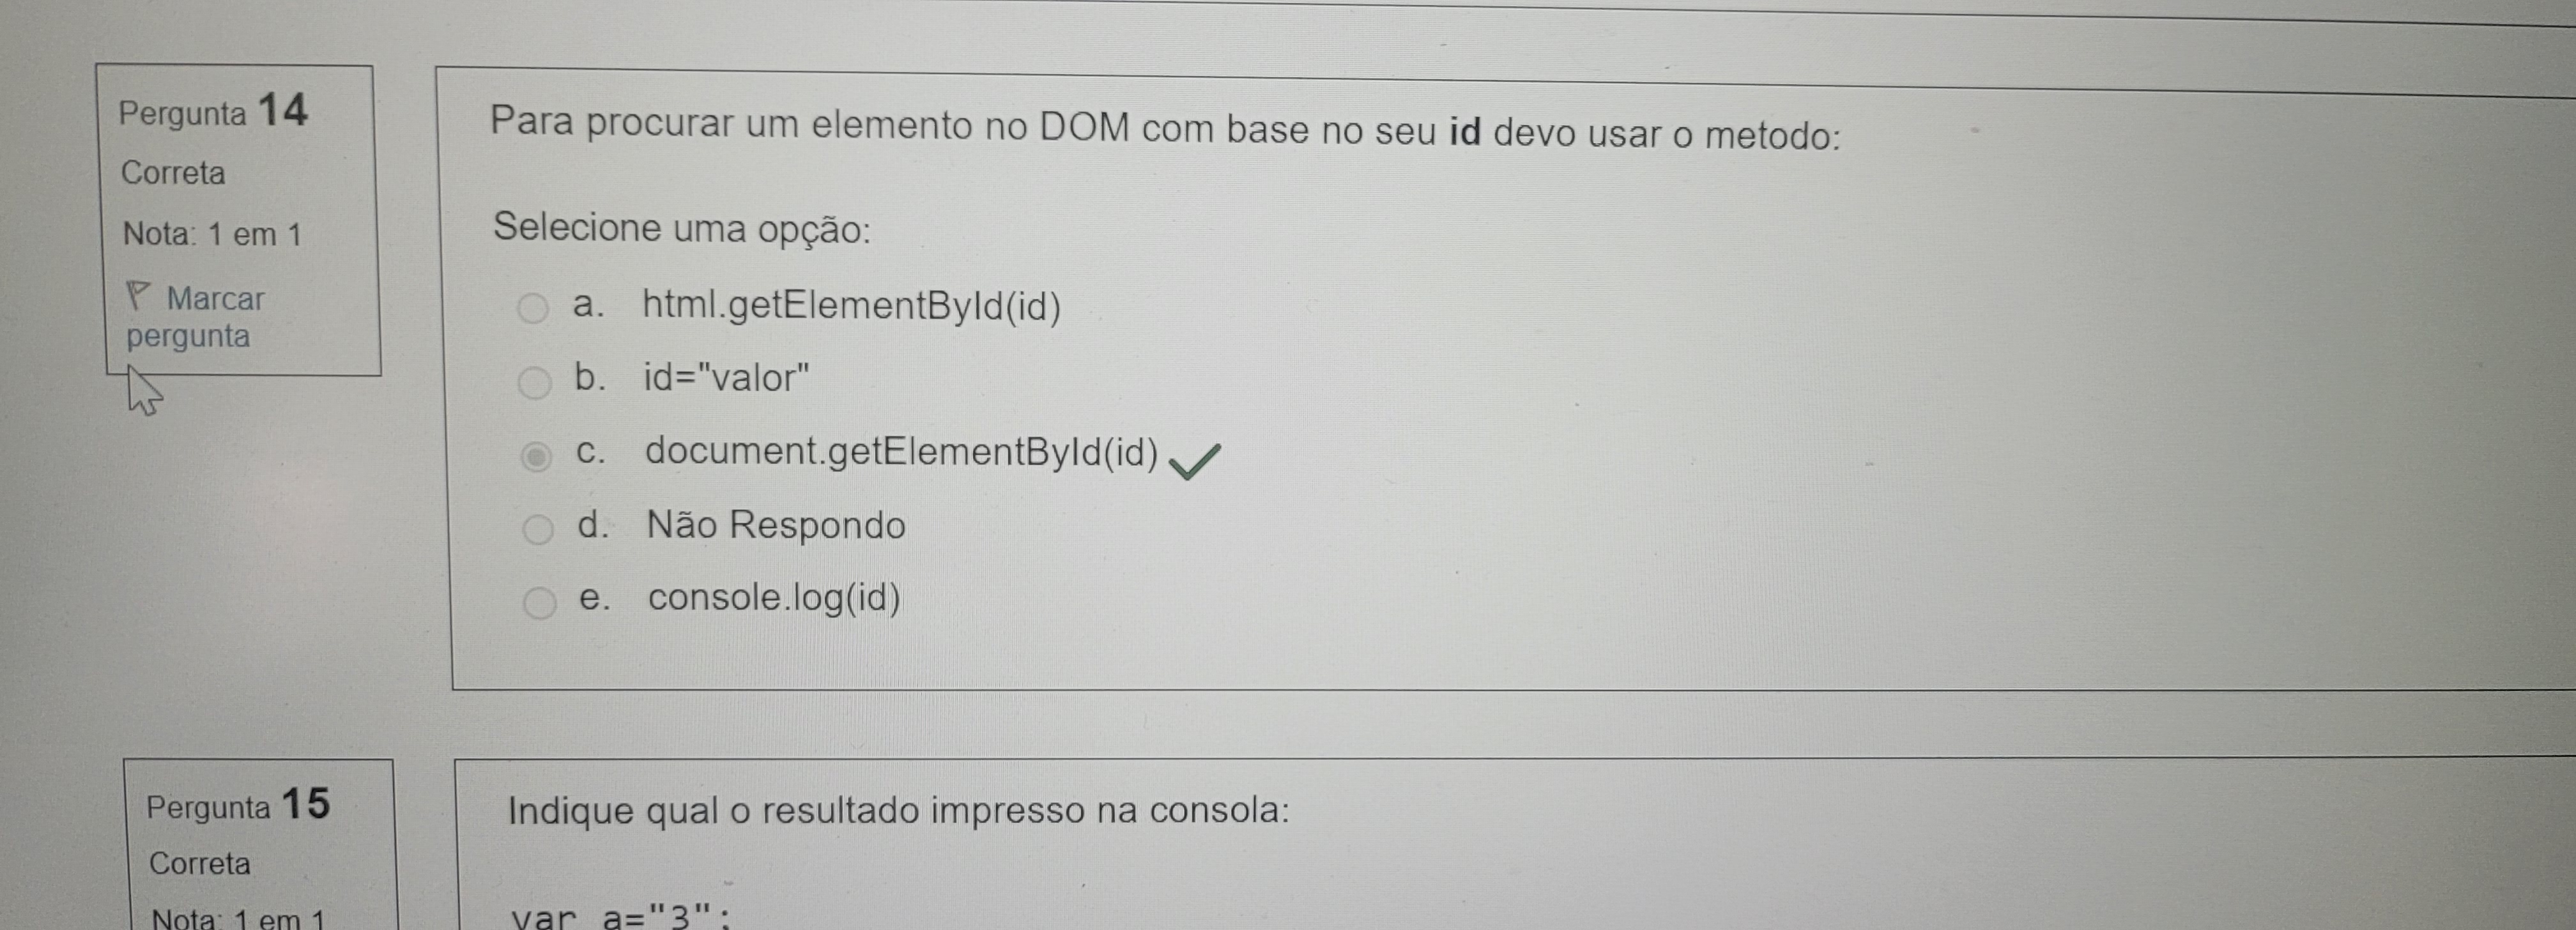 Pergunta 14
Correta
Nota: 1 em 1
Marcar
pergunta
Para procurar um elemento no DOM com base no seu id devo usar o metodo:
Selecione uma opção:
a. html.getElementById(id)
b. id="valor"
c. document.getElementById(id)
d. Não Respondo
e. console.log(id)
Pergunta 15
Correta
Nota: 1 em 1
Indique qual o resultado impresso na consola:
var a="3";